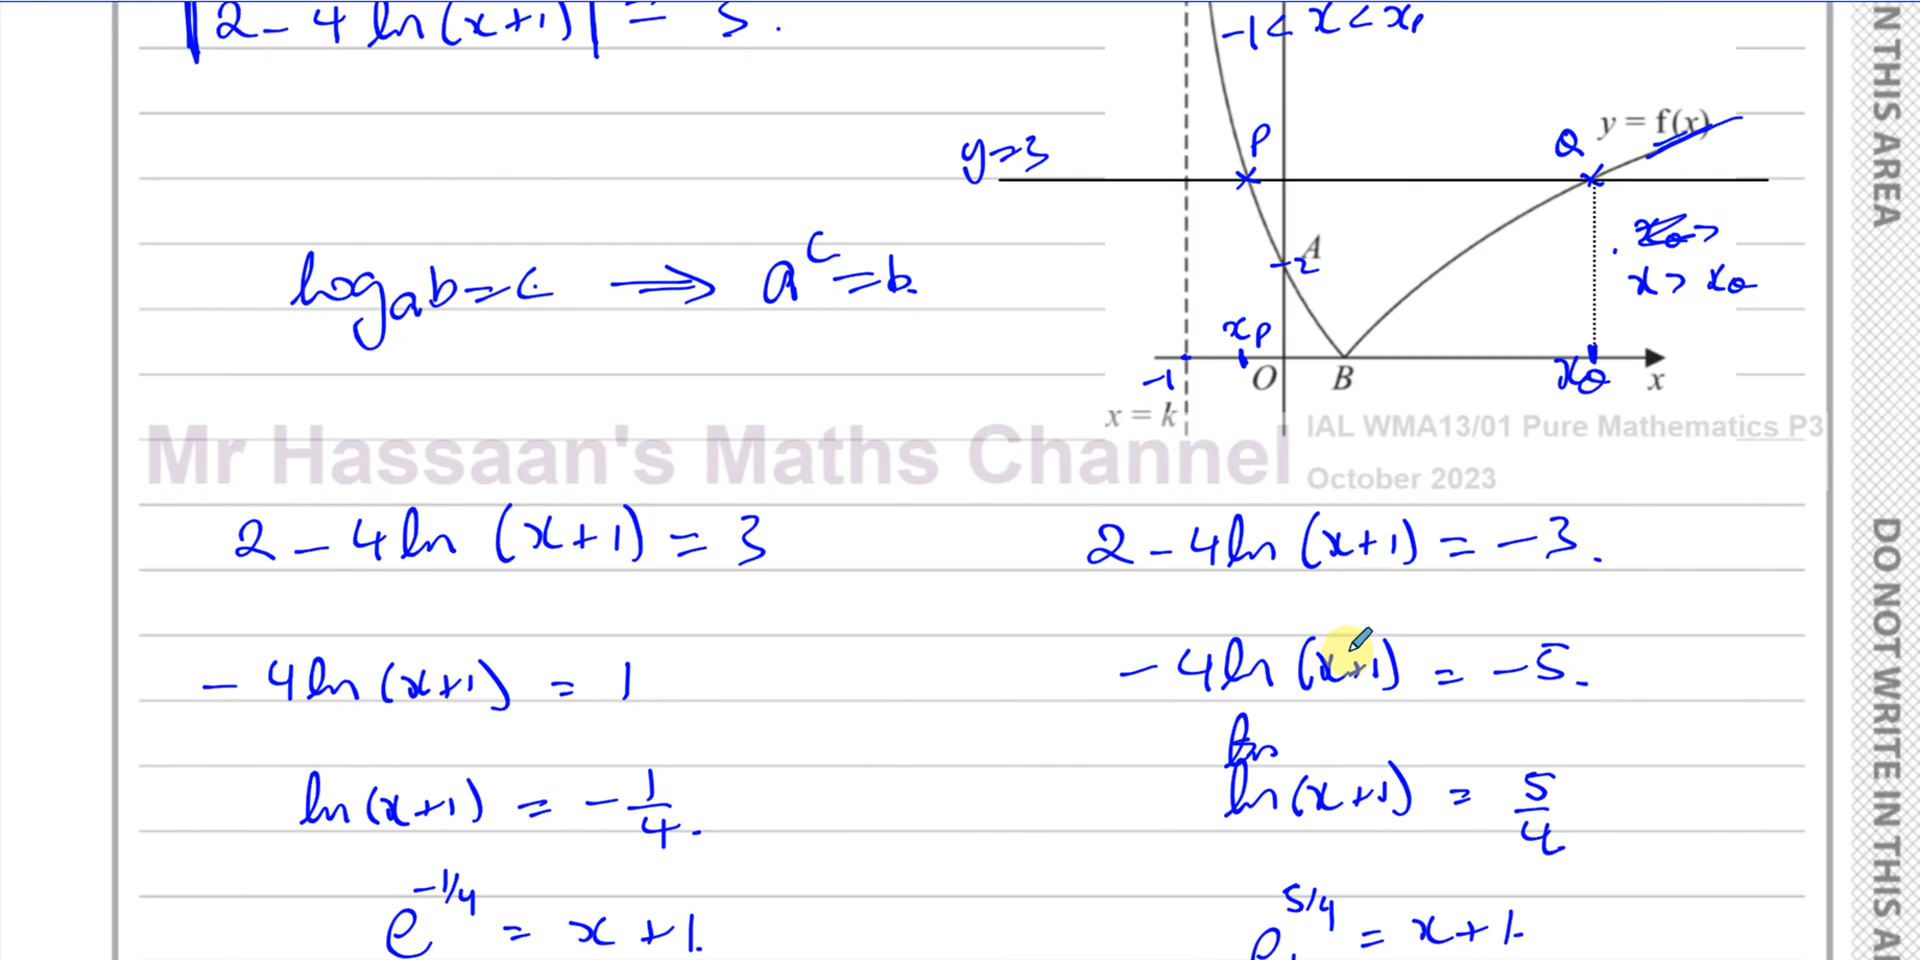 |2 - 4 ln(x+1)| = 3.
-1 < x < xₚ
y = f(x)
y = 3
P
Q
A
2
x > x_Q
logₐb = c ⟹ a^c = b.
x_P
-1
O
B
x_Q
x
x = k
Mr Hassaan's Maths Channel
IAL WMA13/01 Pure Mathematics P3
October 2023
2 - 4 ln (x+1) = 3
2 - 4 ln (x+1) = -3.
- 4 ln (x+1) = 1
- 4 ln (x+1) = -5.
ln (x+1) = - 1/4.
ln (x+1) = 5/4
e^(-1/4) = x + 1.
e^(5/4) = x + 1.
N THIS AREA
DO NOT WRITE IN THIS A